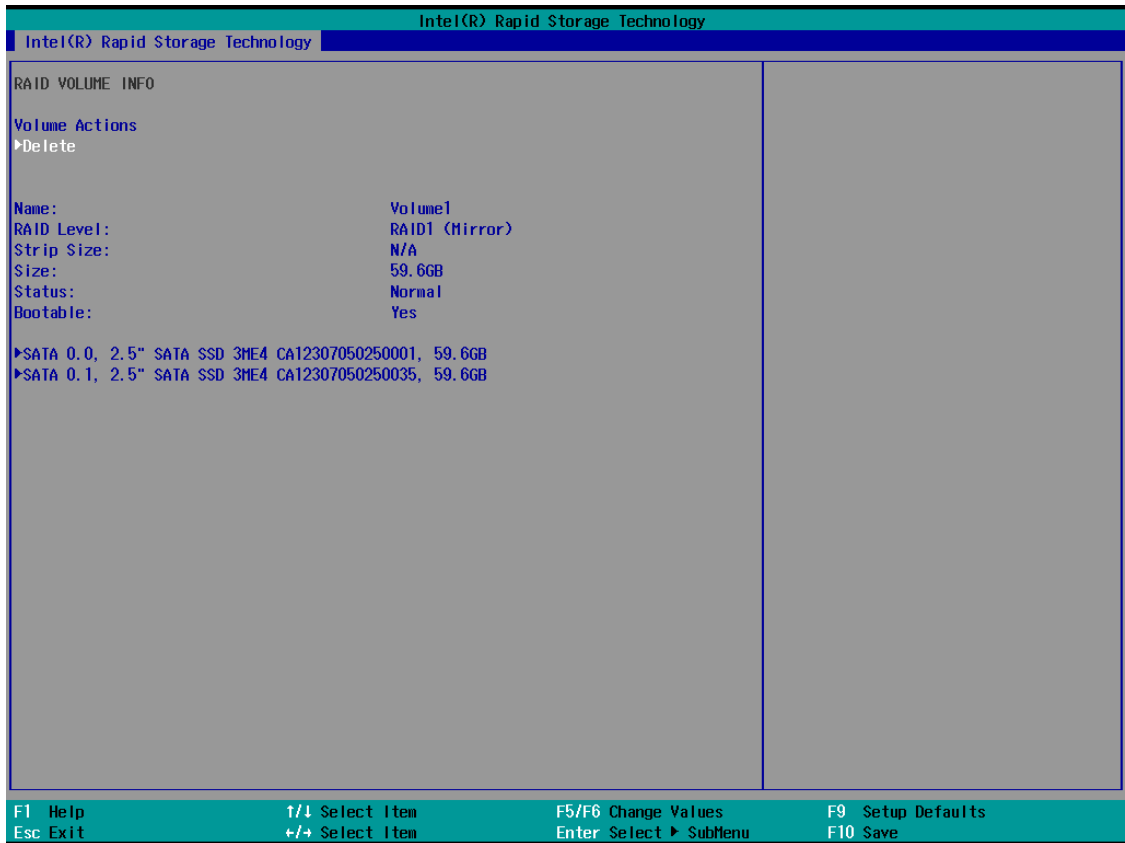 Intel(R) Rapid Storage Technology
Intel(R) Rapid Storage Technology
RAID VOLUME INFO
Volume Actions
▶Delete
Name: Volume1
RAID Level: RAID1 (Mirror)
Strip Size: N/A
Size: 59.6GB
Status: Normal
Bootable: Yes
▶SATA 0.0, 2.5" SATA SSD 3ME4 CA12307050250001, 59.6GB
▶SATA 0.1, 2.5" SATA SSD 3ME4 CA12307050250035, 59.6GB
F1 Help ↑/↓ Select Item F5/F6 Change Values F9 Setup Defaults
Esc Exit ←/→ Select Item Enter Select ▶ SubMenu F10 Save